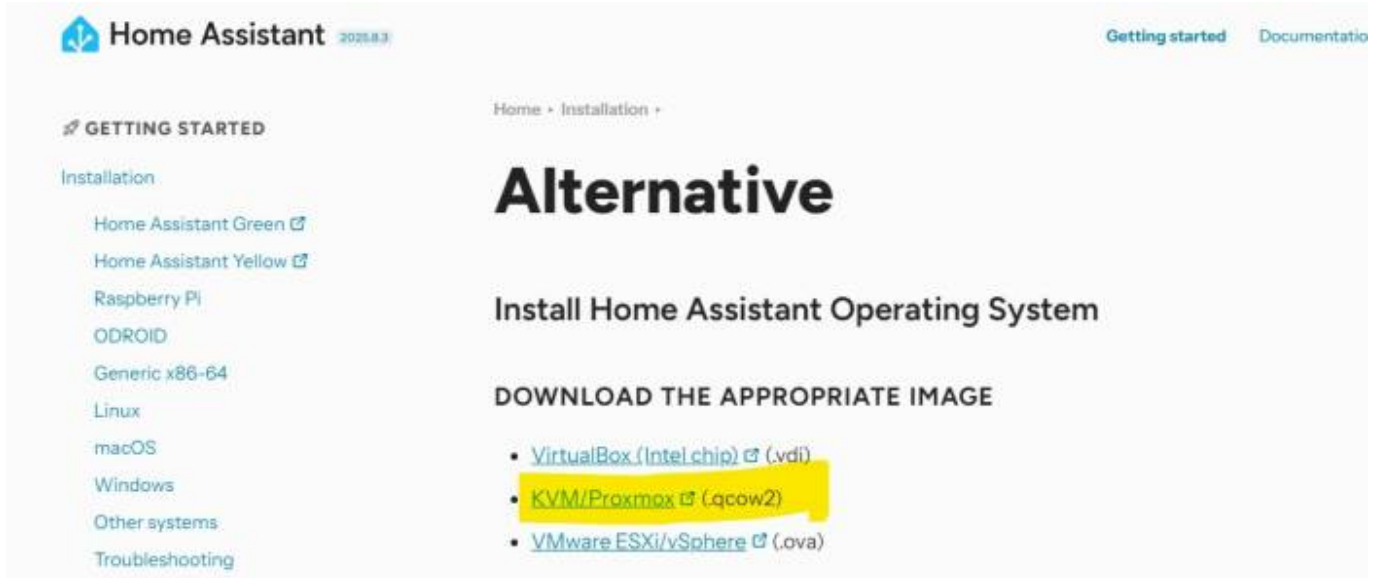 Home Assistant 2025.8.3
Getting started Documentatio
GETTING STARTED
Installation
Home Assistant Green
Home Assistant Yellow
Raspberry Pi
ODROID
Generic x86-64
Linux
macOS
Windows
Other systems
Troubleshooting
Home › Installation ›
Alternative
Install Home Assistant Operating System
DOWNLOAD THE APPROPRIATE IMAGE
• VirtualBox (Intel chip) (.vdi)
• KVM/Proxmox (.qcow2)
• VMware ESXi/vSphere (.ova)